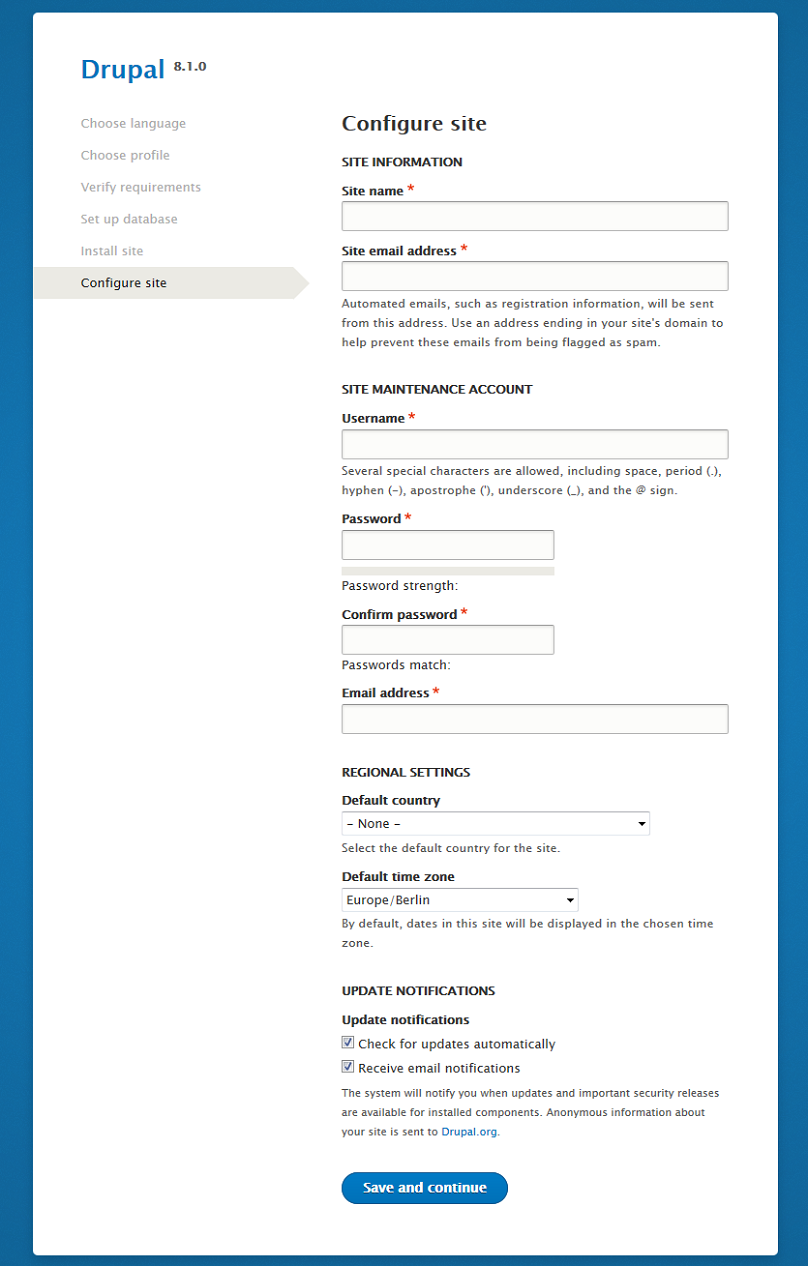 Drupal 8.1.0
Choose language
Choose profile
Verify requirements
Set up database
Install site
Configure site
Configure site
SITE INFORMATION
Site name *
Site email address *
Automated emails, such as registration information, will be sent
from this address. Use an address ending in your site's domain to
help prevent these emails from being flagged as spam.
SITE MAINTENANCE ACCOUNT
Username *
Several special characters are allowed, including space, period (.),
hyphen (-), apostrophe ('), underscore (_), and the @ sign.
Password *
Password strength:
Confirm password *
Passwords match:
Email address *
REGIONAL SETTINGS
Default country
- None -
Select the default country for the site.
Default time zone
Europe/Berlin
By default, dates in this site will be displayed in the chosen time
zone.
UPDATE NOTIFICATIONS
Update notifications
Check for updates automatically
Receive email notifications
The system will notify you when updates and important security releases
are available for installed components. Anonymous information about
your site is sent to Drupal.org.
Save and continue